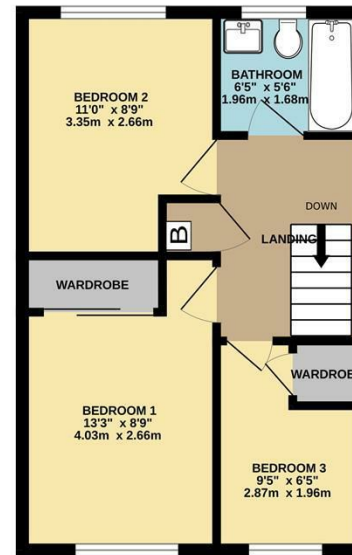 BEDROOM 2
11'0" x 8'9"
3.35m x 2.66m
BATHROOM
6'5" x 5'6"
1.96m x 1.68m
DOWN
B
LANDING
WARDROBE
WARDROBE
BEDROOM 1
13'3" x 8'9"
4.03m x 2.66m
BEDROOM 3
9'5" x 6'5"
2.87m x 1.96m